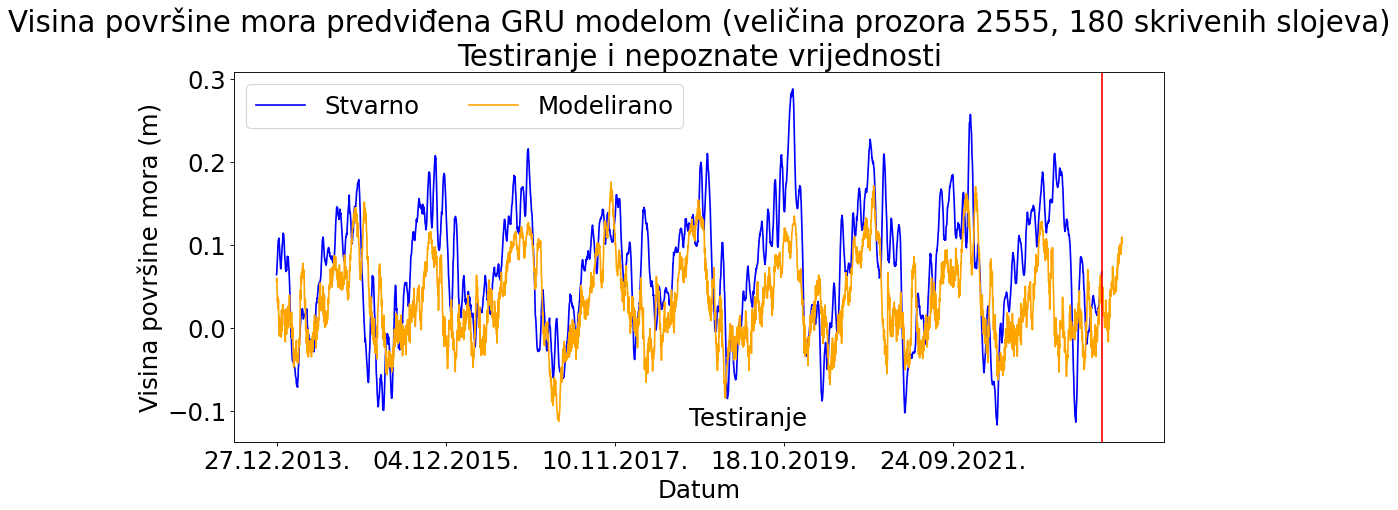 Visina površine mora predviđena GRU modelom (veličina prozora 2555, 180 skrivenih slojeva)
Testiranje i nepoznate vrijednosti
Stvarno Modelirano
Visina površine mora (m)
0.3
0.2
0.1
0.0
−0.1
Testiranje
27.12.2013. 04.12.2015. 10.11.2017. 18.10.2019. 24.09.2021.
Datum